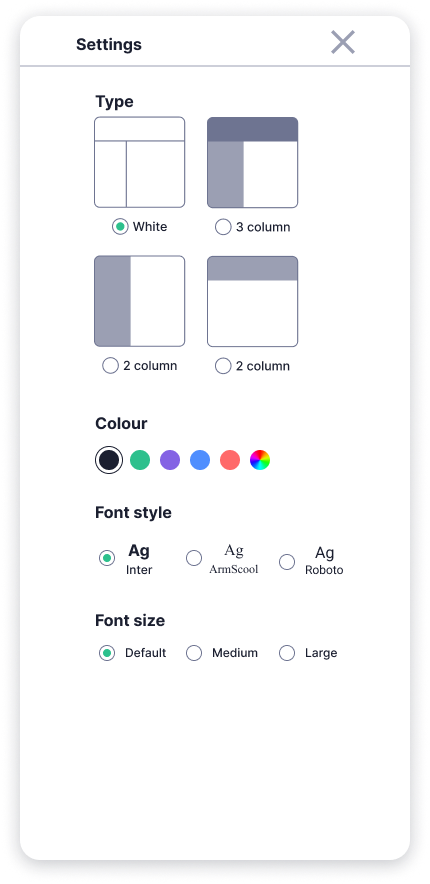 Settings
Type
White
3 column
2 column
2 column
Colour
Font style
Ag
Inter
Ag
ArmScool
Ag
Roboto
Font size
Default
Medium
Large